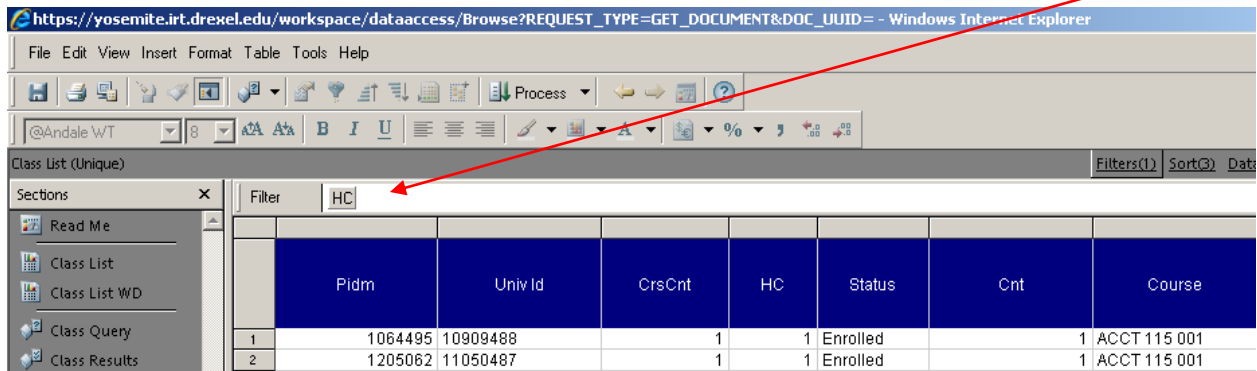 https://yosemite.irt.drexel.edu/workspace/dataaccess/Browse?REQUEST_TYPE=GET_DOCUMENT&DOC_UUID= - Windows Internet Explorer
File Edit View Insert Format Table Tools Help
Process
@Andale WT 8 B I U A %
Class List (Unique) Filters(1) Sort(3) Data
Sections × Filter HC
Read Me
Class List
Class List WD
Class Query
Class Results
Pidm Univ Id CrsCnt HC Status Cnt Course
1 1064495 10909488 1 1 Enrolled 1 ACCT 115 001
2 1205062 11050487 1 1 Enrolled 1 ACCT 115 001